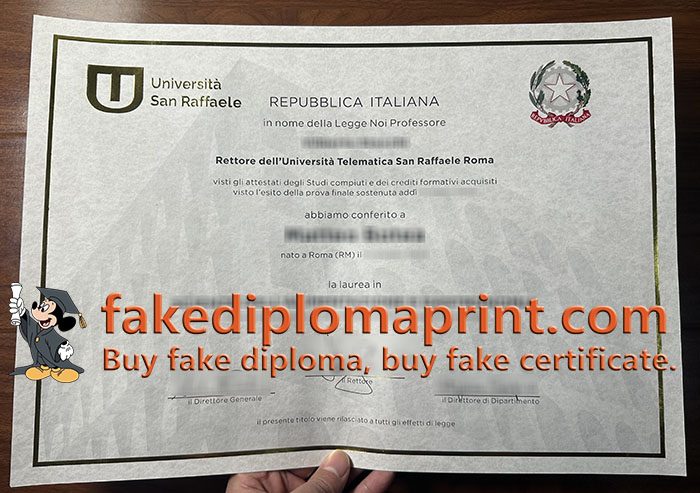 Università
San Raffaele
REPUBBLICA ITALIANA
REPUBBLICA ITALIANA
in nome della Legge Noi Professore
Rettore dell'Università Telematica San Raffaele Roma
visti gli attestati degli Studi compiuti e dei crediti formativi acquisiti
visto l'esito della prova finale sostenuta addì
abbiamo conferito a
nato a Roma (RM) il
la laurea in
fakediplomaprint.com
Buy fake diploma, buy fake certificate.
il Direttore Generale
il Rettore
il Direttore di Dipartimento
il presente titolo viene rilasciato a tutti gli effetti di legge